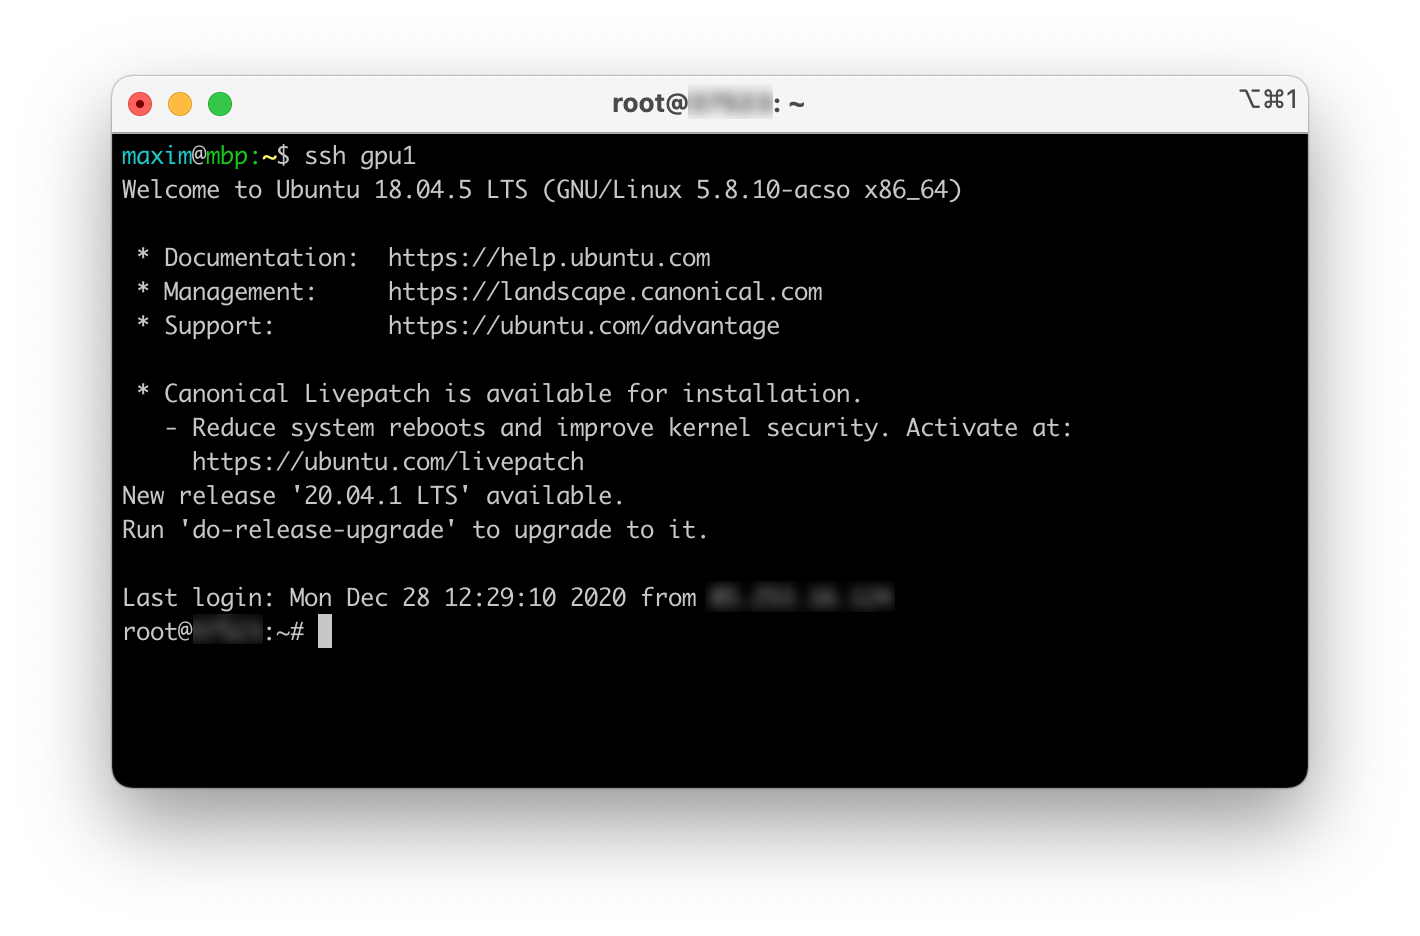 root@: ~
⌥⌘1
maxim@mbp:~$ ssh gpu1
Welcome to Ubuntu 18.04.5 LTS (GNU/Linux 5.8.10-acso x86_64)
* Documentation:  https://help.ubuntu.com
* Management:     https://landscape.canonical.com
* Support:        https://ubuntu.com/advantage
* Canonical Livepatch is available for installation.
- Reduce system reboots and improve kernel security. Activate at:
https://ubuntu.com/livepatch
New release '20.04.1 LTS' available.
Run 'do-release-upgrade' to upgrade to it.
Last login: Mon Dec 28 12:29:10 2020 from
root@:~#